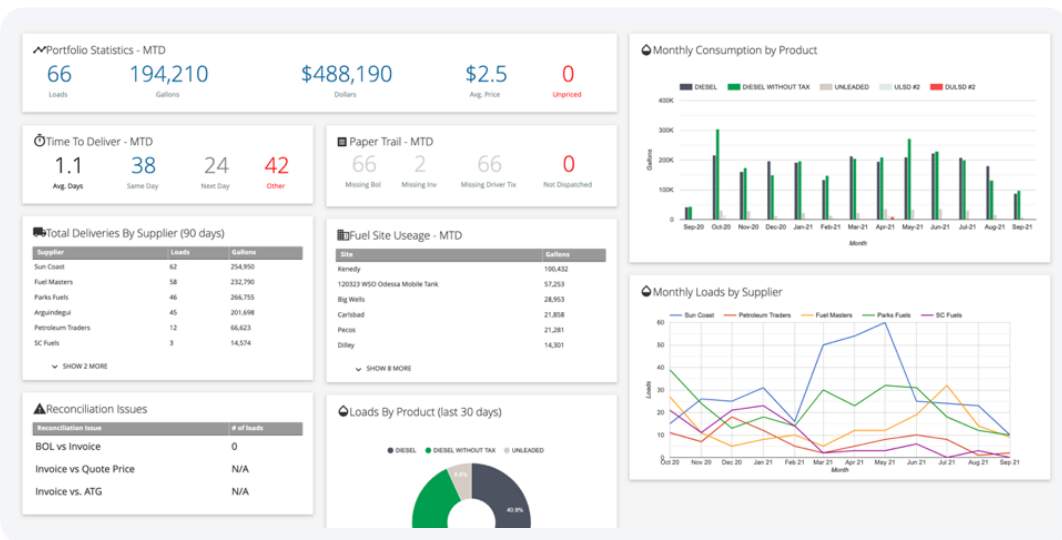 Portfolio Statistics - MTD
66 194,210 $488,190 $2.5 0
Loads Gallons Dollars Avg. Price Unpriced
Time To Deliver - MTD
1.1 38 24 42
Avg. Days Same Day Next Day Other
Paper Trail - MTD
66 2 66 0
Missing Bol Missing Inv Missing Driver Tix Not Dispatched
Total Deliveries By Supplier (90 days)
Supplier Loads Gallons
Sun Coast 62 254,950
Fuel Masters 58 232,790
Parks Fuels 46 266,755
Arguindegui 45 201,698
Petroleum Traders 12 66,623
SC Fuels 3 14,574
SHOW 2 MORE
Fuel Site Useage - MTD
Site Gallons
Kenedy 100,432
120323 WSO Odessa Mobile Tank 57,253
Big Wells 28,953
Carlsbad 21,858
Pecos 21,281
Dilley 14,301
SHOW 8 MORE
Reconciliation Issues
Reconciliation Issue # of loads
BOL vs Invoice 0
Invoice vs Quote Price N/A
Invoice vs. ATG N/A
Loads By Product (last 30 days)
DIESEL DIESEL WITHOUT TAX UNLEADED
40.9%
Monthly Consumption by Product
DIESEL DIESEL WITHOUT TAX UNLEADED ULSD #2 DULSD #2
400K
300K
200K
100K
0
Gallons
Sep-20 Oct-20 Nov-20 Dec-20 Jan-21 Feb-21 Mar-21 Apr-21 May-21 Jun-21 Jul-21 Aug-21 Sep-21
Month
Monthly Loads by Supplier
Sun Coast Petroleum Traders Fuel Masters Parks Fuels SC Fuels
60
50
40
30
20
10
0
Loads
Oct 20 Nov 20 Dec 20 Jan 21 Feb 21 Mar 21 Apr 21 May 21 Jun 21 Jul 21 Aug 21 Sep 21
Month